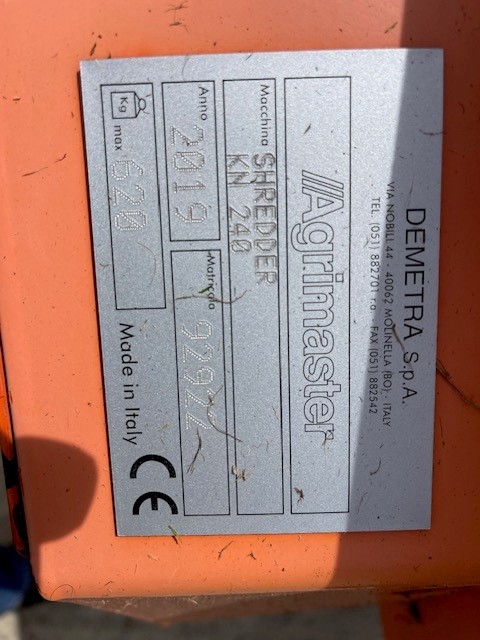 DEMETRA S.p.A.
VIA NOBILI 44 - 40062 MOLINELLA (BO) - ITALY
TEL. (051) 882701 r.a. - FAX (051) 882542
Agrimaster
Macchina SHREDDER
KN 240
Anno 2019
Matricola 92922
Kg max 620
Made in Italy
CE